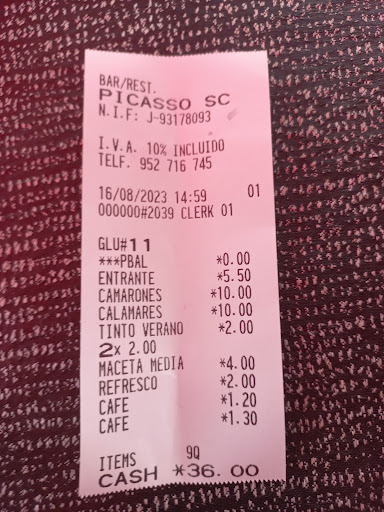 BAR/REST.
PICASSO SC
N.I.F: J-93178093
I.V.A. 10% INCLUIDO
TELF. 952 716 745
16/08/2023 14:59 01
000000#2039 CLERK 01
GLU#11
***PBAL *0.00
ENTRANTE *5.50
CAMARONES *10.00
CALAMARES *10.00
TINTO VERANO *2.00
2x 2.00
MACETA MEDIA *4.00
REFRESCO *2.00
CAFE *1.20
CAFE *1.30
ITEMS 9Q
CASH *36.00